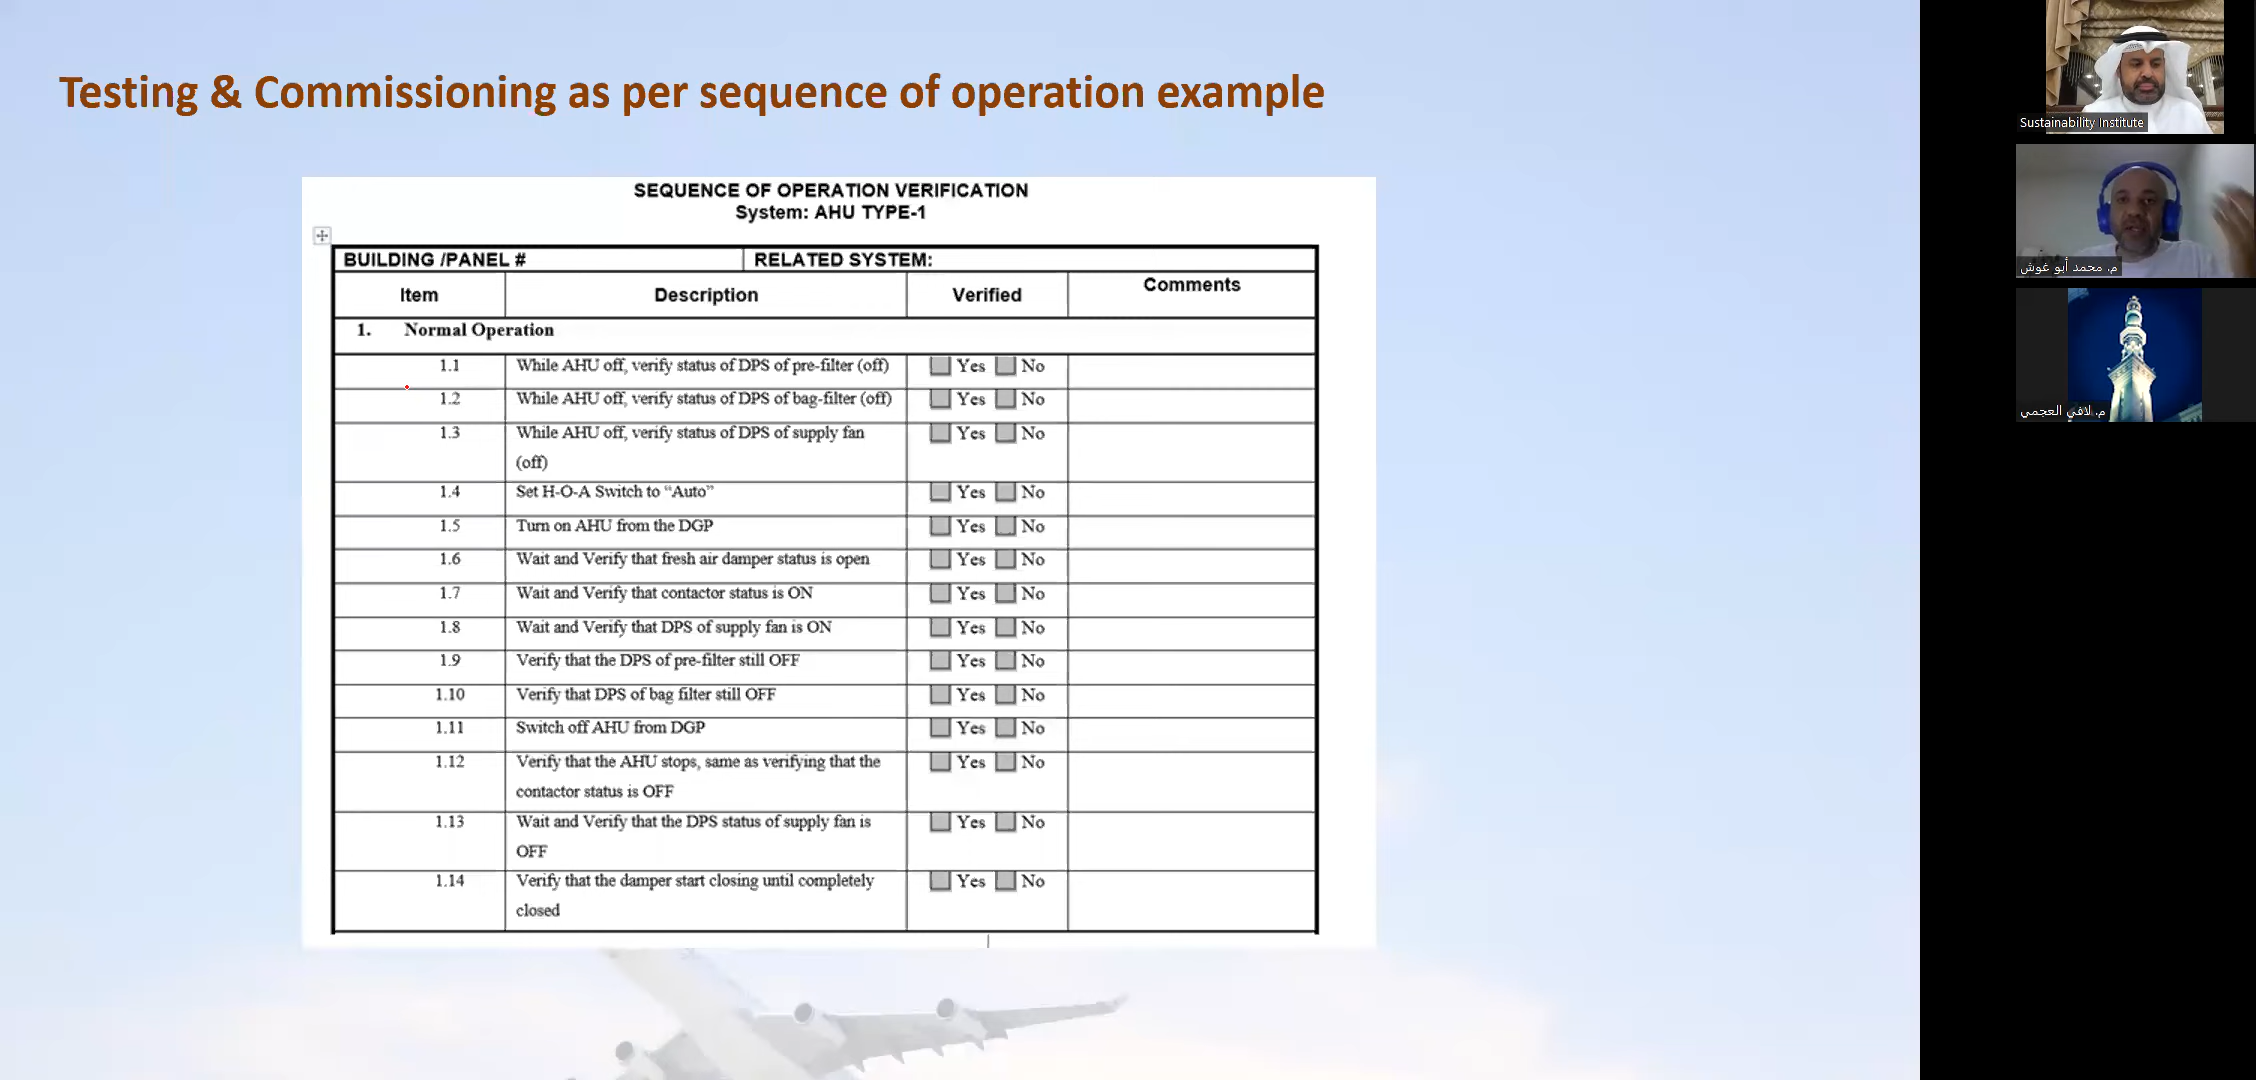 Testing & Commissioning as per sequence of operation example
SEQUENCE OF OPERATION VERIFICATION
System: AHU TYPE-1
BUILDING /PANEL # RELATED SYSTEM:
Item Description Verified Comments
1. Normal Operation
1.1 While AHU off, verify status of DPS of pre-filter (off) Yes No
1.2 While AHU off, verify status of DPS of bag-filter (off) Yes No
1.3 While AHU off, verify status of DPS of supply fan Yes No
(off)
1.4 Set H-O-A Switch to “Auto” Yes No
1.5 Turn on AHU from the DGP Yes No
1.6 Wait and Verify that fresh air damper status is open Yes No
1.7 Wait and Verify that contactor status is ON Yes No
1.8 Wait and Verify that DPS of supply fan is ON Yes No
1.9 Verify that the DPS of pre-filter still OFF Yes No
1.10 Verify that DPS of bag filter still OFF Yes No
1.11 Switch off AHU from DGP Yes No
1.12 Verify that the AHU stops, same as verifying that the Yes No
contactor status is OFF
1.13 Wait and Verify that the DPS status of supply fan is Yes No
OFF
1.14 Verify that the damper start closing until completely Yes No
closed
Sustainability Institute
م. محمد أبو غوش
م. لافي العجمي